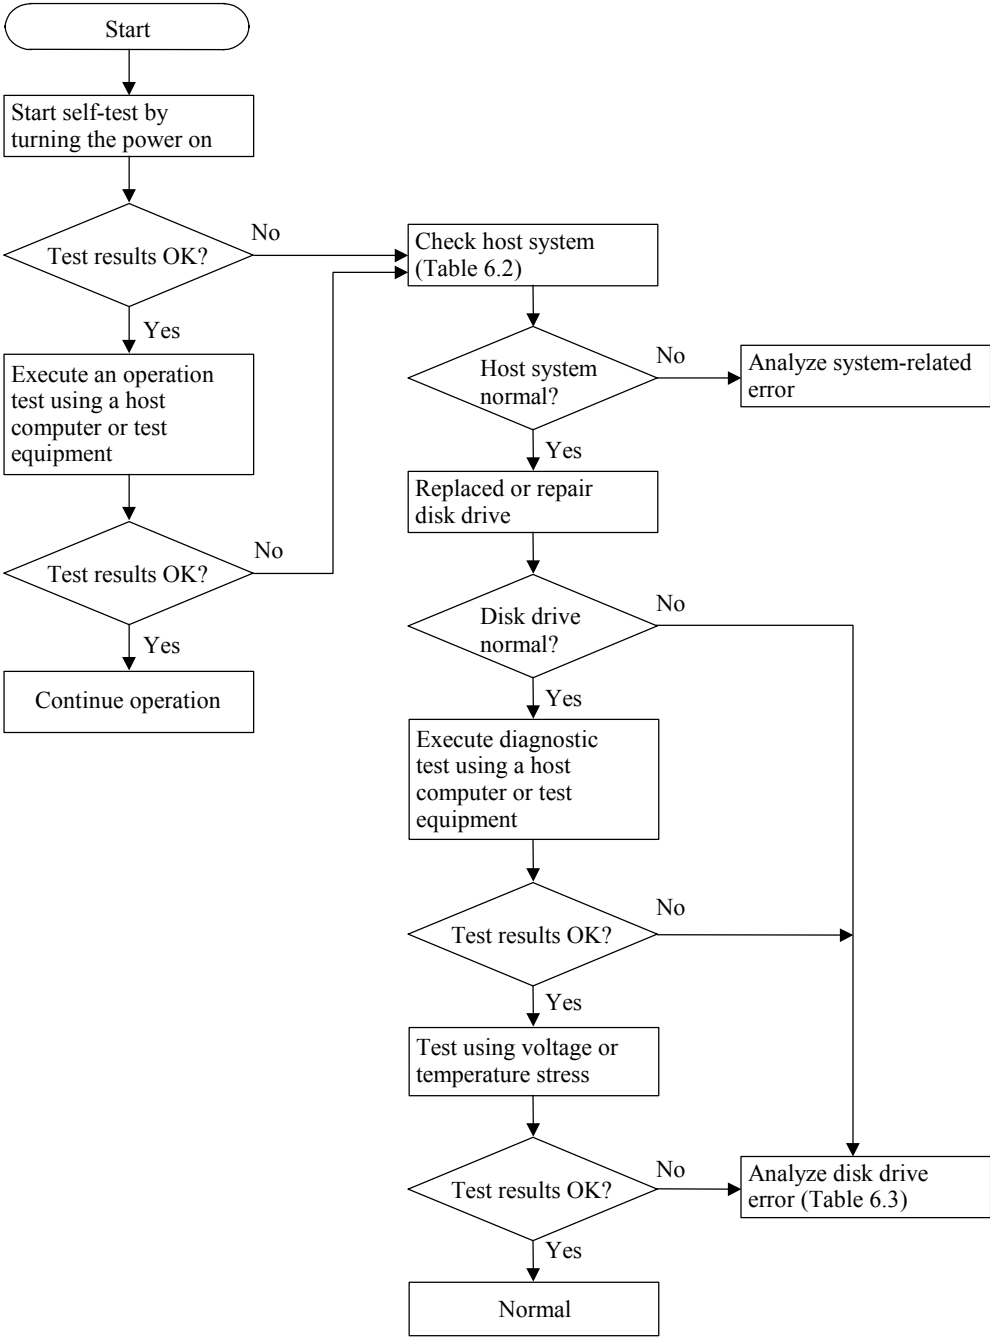 Start
Start self-test by
turning the power on
Test results OK?
No
Yes
Execute an operation
test using a host
computer or test
equipment
Test results OK?
No
Yes
Continue operation
Check host system
(Table 6.2)
Host system
normal?
No
Analyze system-related
error
Yes
Replaced or repair
disk drive
Disk drive
normal?
No
Yes
Execute diagnostic
test using a host
computer or test
equipment
Test results OK?
No
Yes
Test using voltage or
temperature stress
Test results OK?
No
Analyze disk drive
error (Table 6.3)
Yes
Normal